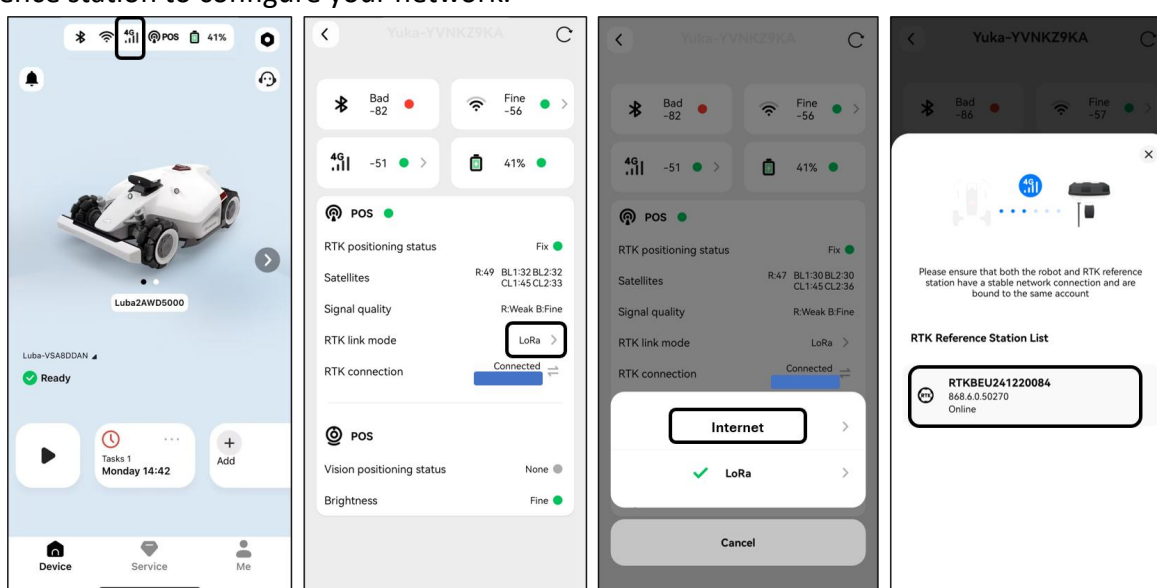 ence station to configure your network.
4G POS 41%
Luba2AWD5000
Luba-VSA8DDAN
Ready
Tasks 1
Monday 14:42
Add
Device
Service
Me
Yuka-YVNKZ9KA
Bad
-82
Fine
-56
4G
-51
41%
POS
RTK positioning status Fix
Satellites R:49 BL1:32 BL2:32
CL1:45 CL2:33
Signal quality R:Weak B:Fine
RTK link mode LoRa
RTK connection Connected
POS
Vision positioning status None
Brightness Fine
Yuka-YVNKZ9KA
Bad
-82
Fine
-56
4G
-51
41%
POS
RTK positioning status Fix
Satellites R:47 BL1:30 BL2:30
CL1:45 CL2:36
Signal quality R:Weak B:Fine
RTK link mode LoRa
RTK connection Connected
Internet
LoRa
Cancel
Yuka-YVNKZ9KA
Bad
-86
Fine
-57
4G
Please ensure that both the robot and RTK reference
station have a stable network connection and are
bound to the same account
RTK Reference Station List
RTK
RTKBEU241220084
868.6.0.50270
Online